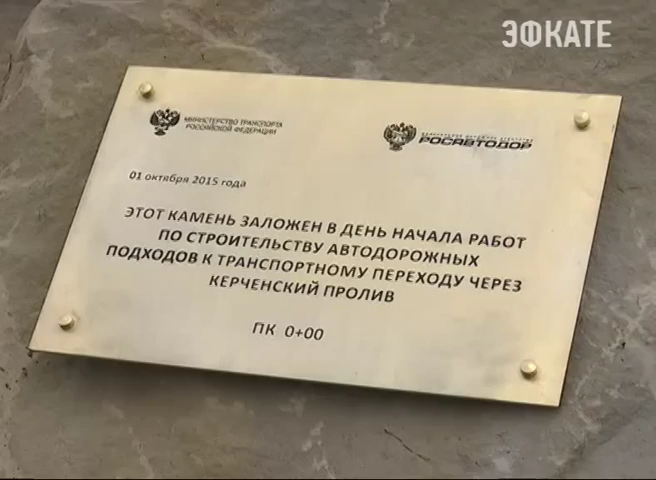 ЭФКАТЕ
МИНИСТЕРСТВО ТРАНСПОРТА
РОССИЙСКОЙ ФЕДЕРАЦИИ
РОСАВТОДОР
01 октября 2015 года
ЭТОТ КАМЕНЬ ЗАЛОЖЕН В ДЕНЬ НАЧАЛА РАБОТ
ПО СТРОИТЕЛЬСТВУ АВТОДОРОЖНЫХ
ПОДХОДОВ К ТРАНСПОРТНОМУ ПЕРЕХОДУ ЧЕРЕЗ
КЕРЧЕНСКИЙ ПРОЛИВ
ПК 0+00